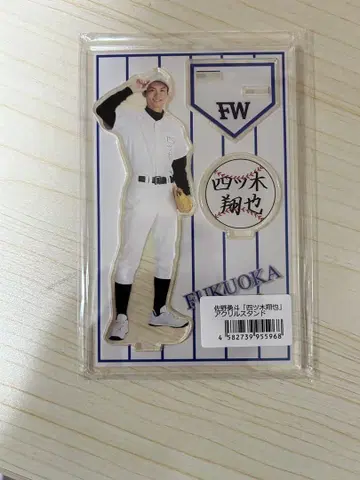 FW
四ツ木
翔也
FUKUOKA
佐野勇斗「四ツ木翔也」
アクリルスタンド
4 582739 955968